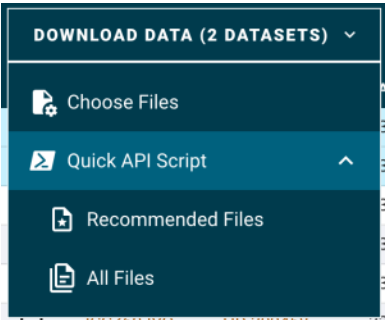 DOWNLOAD DATA (2 DATASETS)
Choose Files
Quick API Script
Recommended Files
All Files